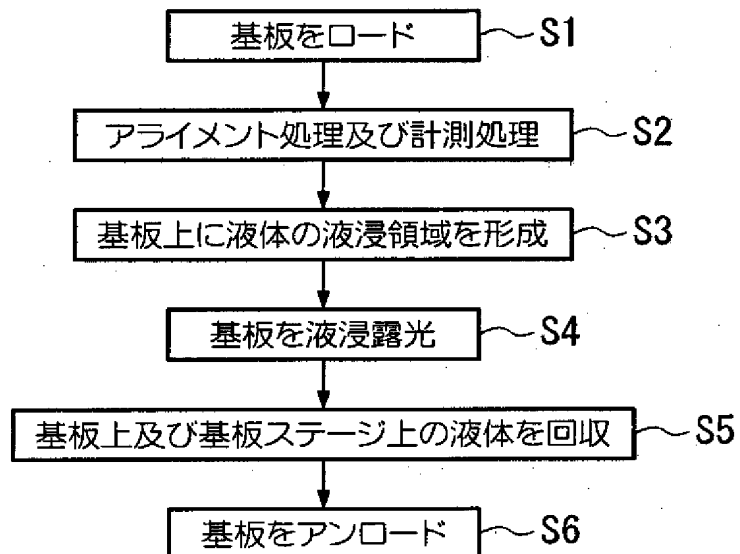 基板をロード S1
アライメント処理及び計測処理 S2
基板上に液体の液浸領域を形成 S3
基板を液浸露光 S4
基板上及び基板ステージ上の液体を回収 S5
基板をアンロード S6